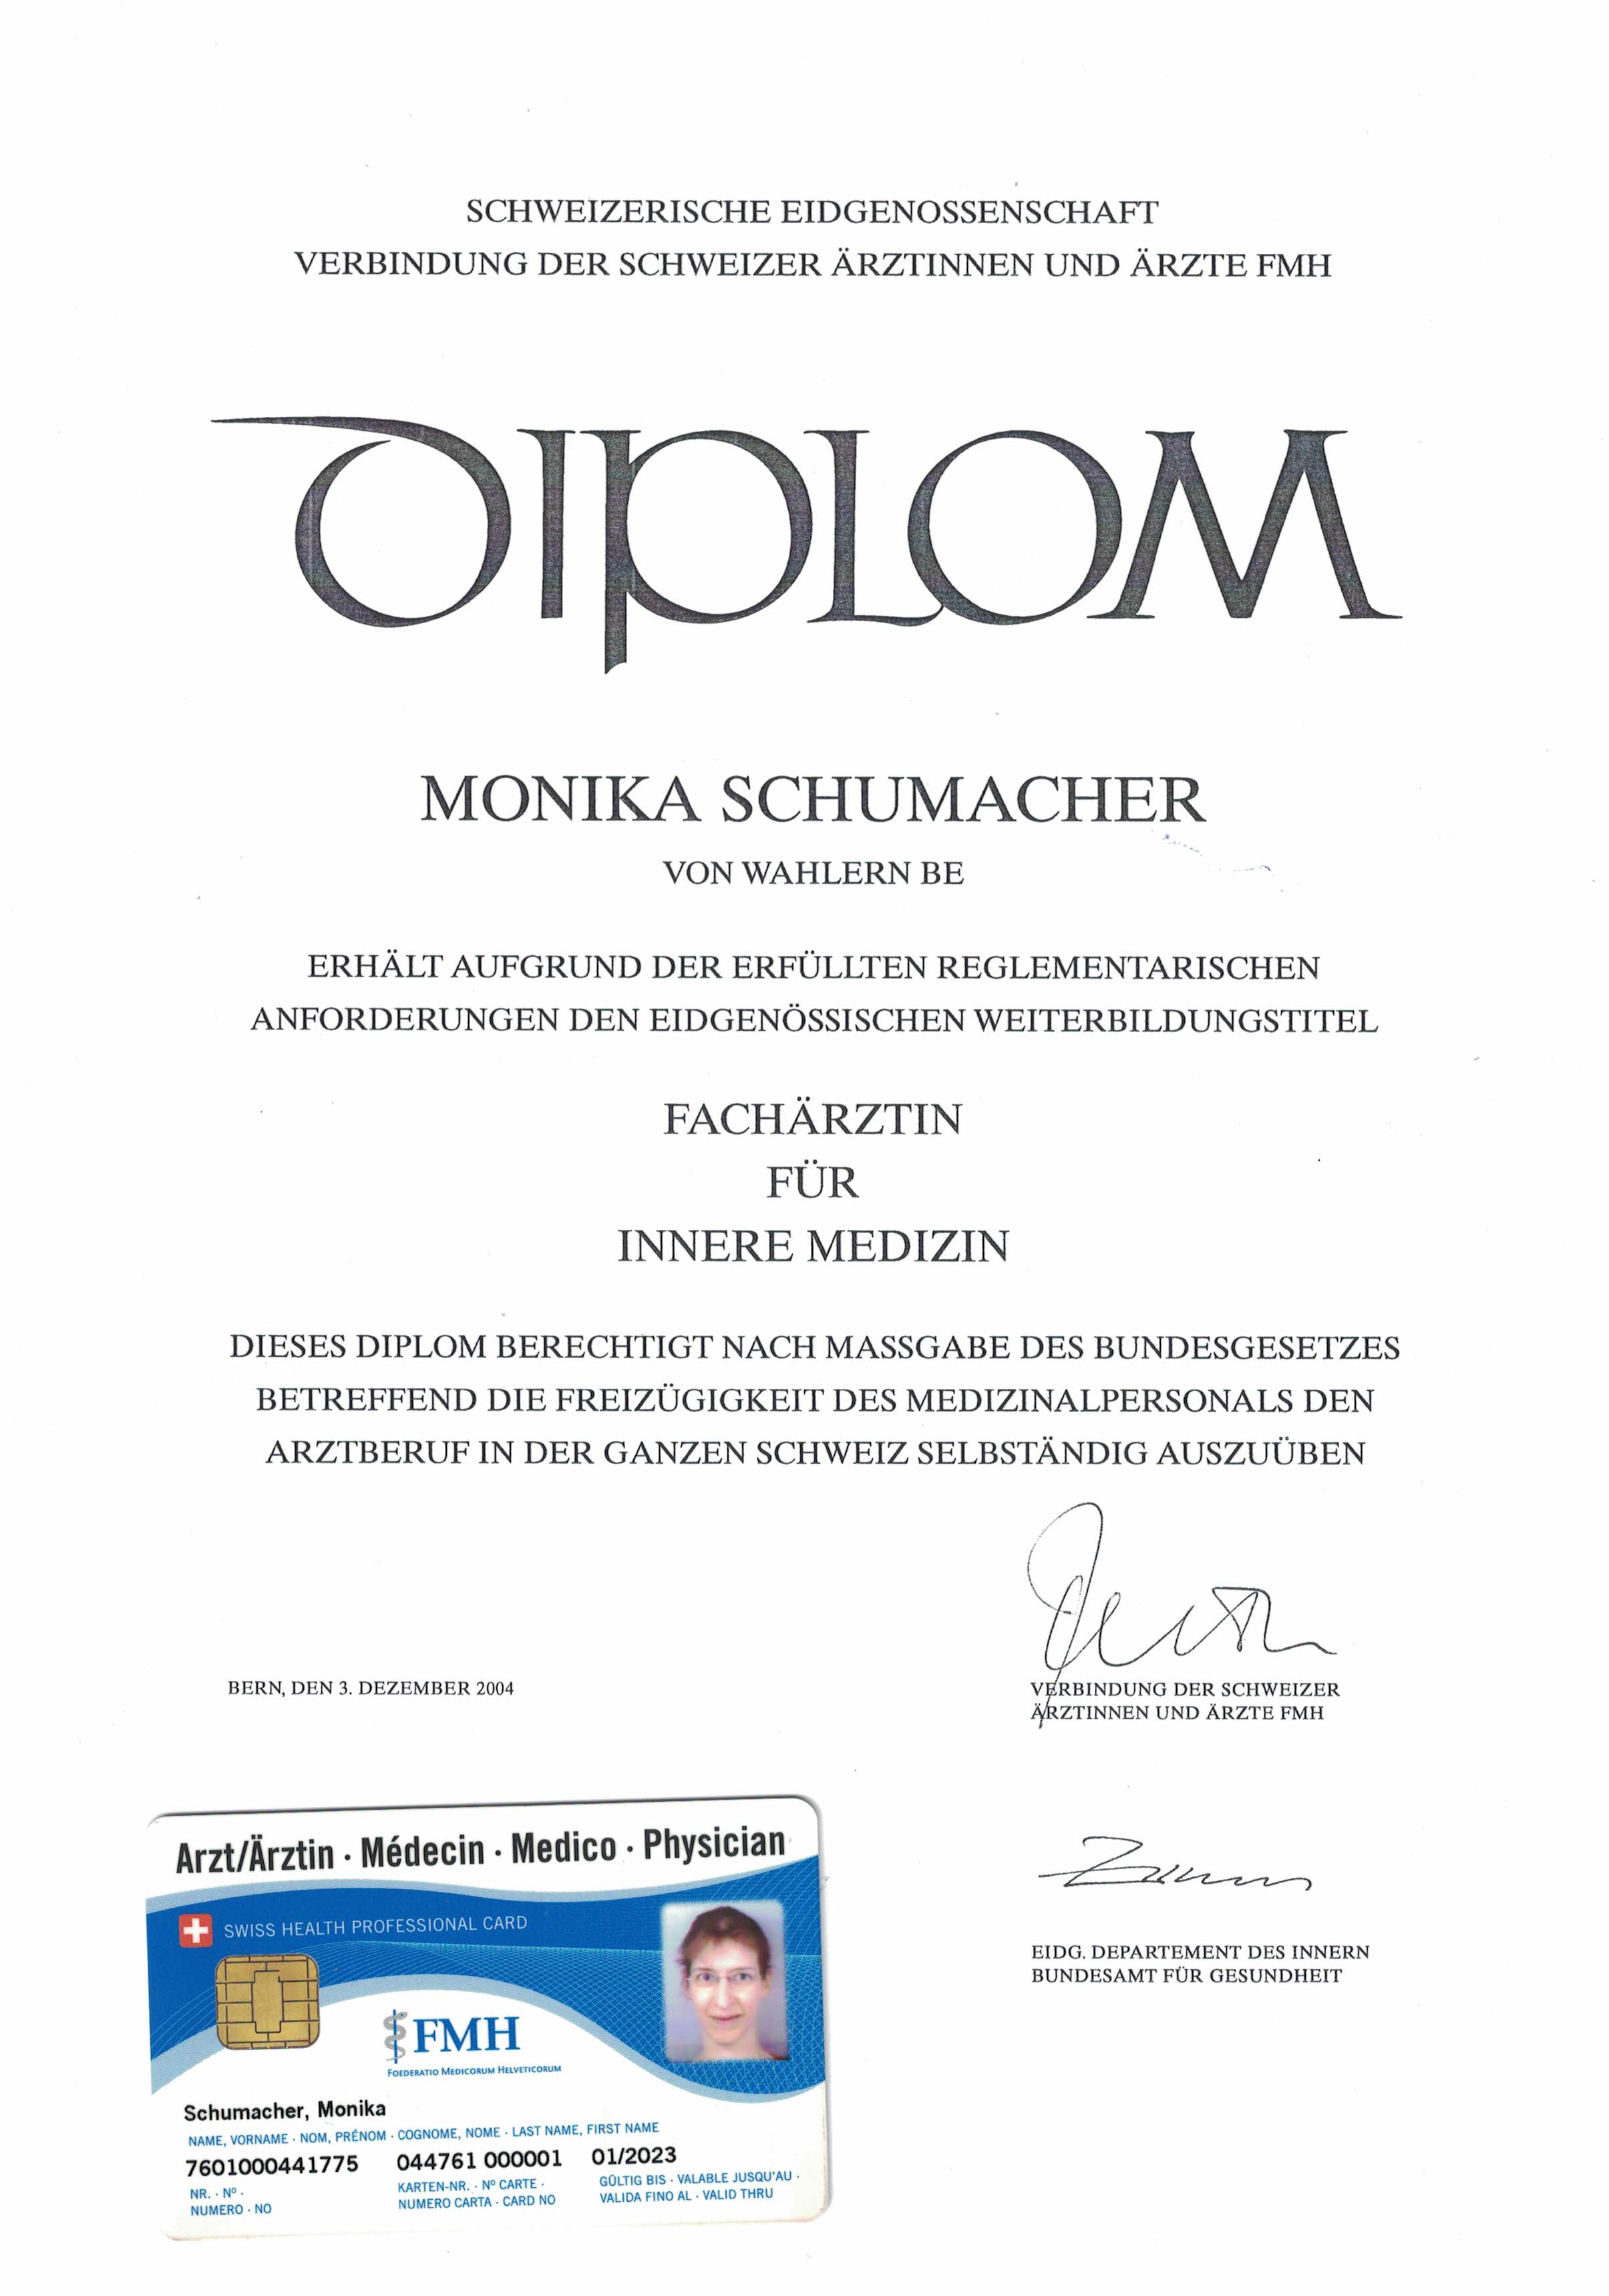 SCHWEIZERISCHE EIDGENOSSENSCHAFT
VERBINDUNG DER SCHWEIZER ÄRZTINNEN UND ÄRZTE FMH
DIPLOM
MONIKA SCHUMACHER
VON WAHLERN BE
ERHÄLT AUFGRUND DER ERFÜLLTEN REGLEMENTARISCHEN
ANFORDERUNGEN DEN EIDGENÖSSISCHEN WEITERBILDUNGSTITEL
FACHÄRZTIN
FÜR
INNERE MEDIZIN
DIESES DIPLOM BERECHTIGT NACH MASSGABE DES BUNDESGESETZES
BETREFFEND DIE FREIZÜGIGKEIT DES MEDIZINALPERSONALS DEN
ARZTBERUF IN DER GANZEN SCHWEIZ SELBSTÄNDIG AUSZUÜBEN
BERN, DEN 3. DEZEMBER 2004
VERBINDUNG DER SCHWEIZER
ÄRZTINNEN UND ÄRZTE FMH
EIDG. DEPARTEMENT DES INNERN
BUNDESAMT FÜR GESUNDHEIT
Arzt/Ärztin · Médecin · Medico · Physician
SWISS HEALTH PROFESSIONAL CARD
FMH
FOEDERATIO MEDICORUM HELVETICORUM
Schumacher, Monika
NAME, VORNAME · NOM, PRÉNOM · COGNOME, NOME · LAST NAME, FIRST NAME
7601000441775 044761 000001 01/2023
NR. · Nº · KARTEN-NR. · Nº CARTE · GÜLTIG BIS · VALABLE JUSQU'AU ·
NUMERO · NO NUMERO CARTA · CARD NO VALIDA FINO AL · VALID THRU